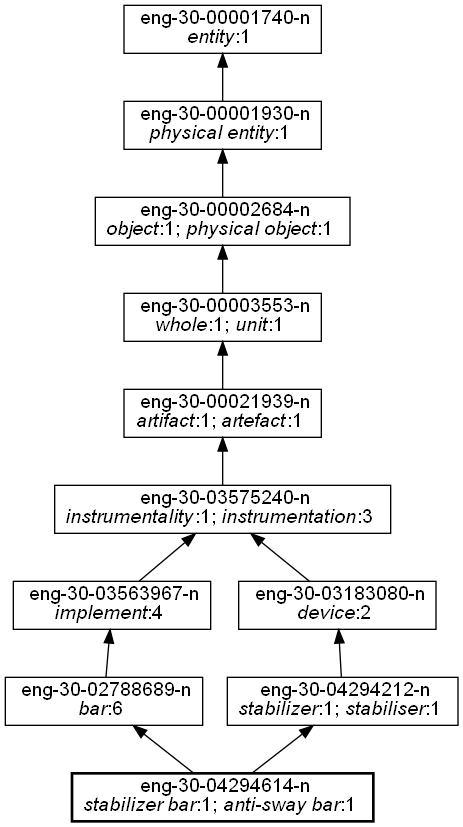 eng-30-00001740-n
entity:1
eng-30-00001930-n
physical entity:1
eng-30-00002684-n
object:1; physical object:1
eng-30-00003553-n
whole:1; unit:1
eng-30-00021939-n
artifact:1; artefact:1
eng-30-03575240-n
instrumentality:1; instrumentation:3
eng-30-03563967-n
implement:4
eng-30-03183080-n
device:2
eng-30-02788689-n
bar:6
eng-30-04294212-n
stabilizer:1; stabiliser:1
eng-30-04294614-n
stabilizer bar:1; anti-sway bar:1